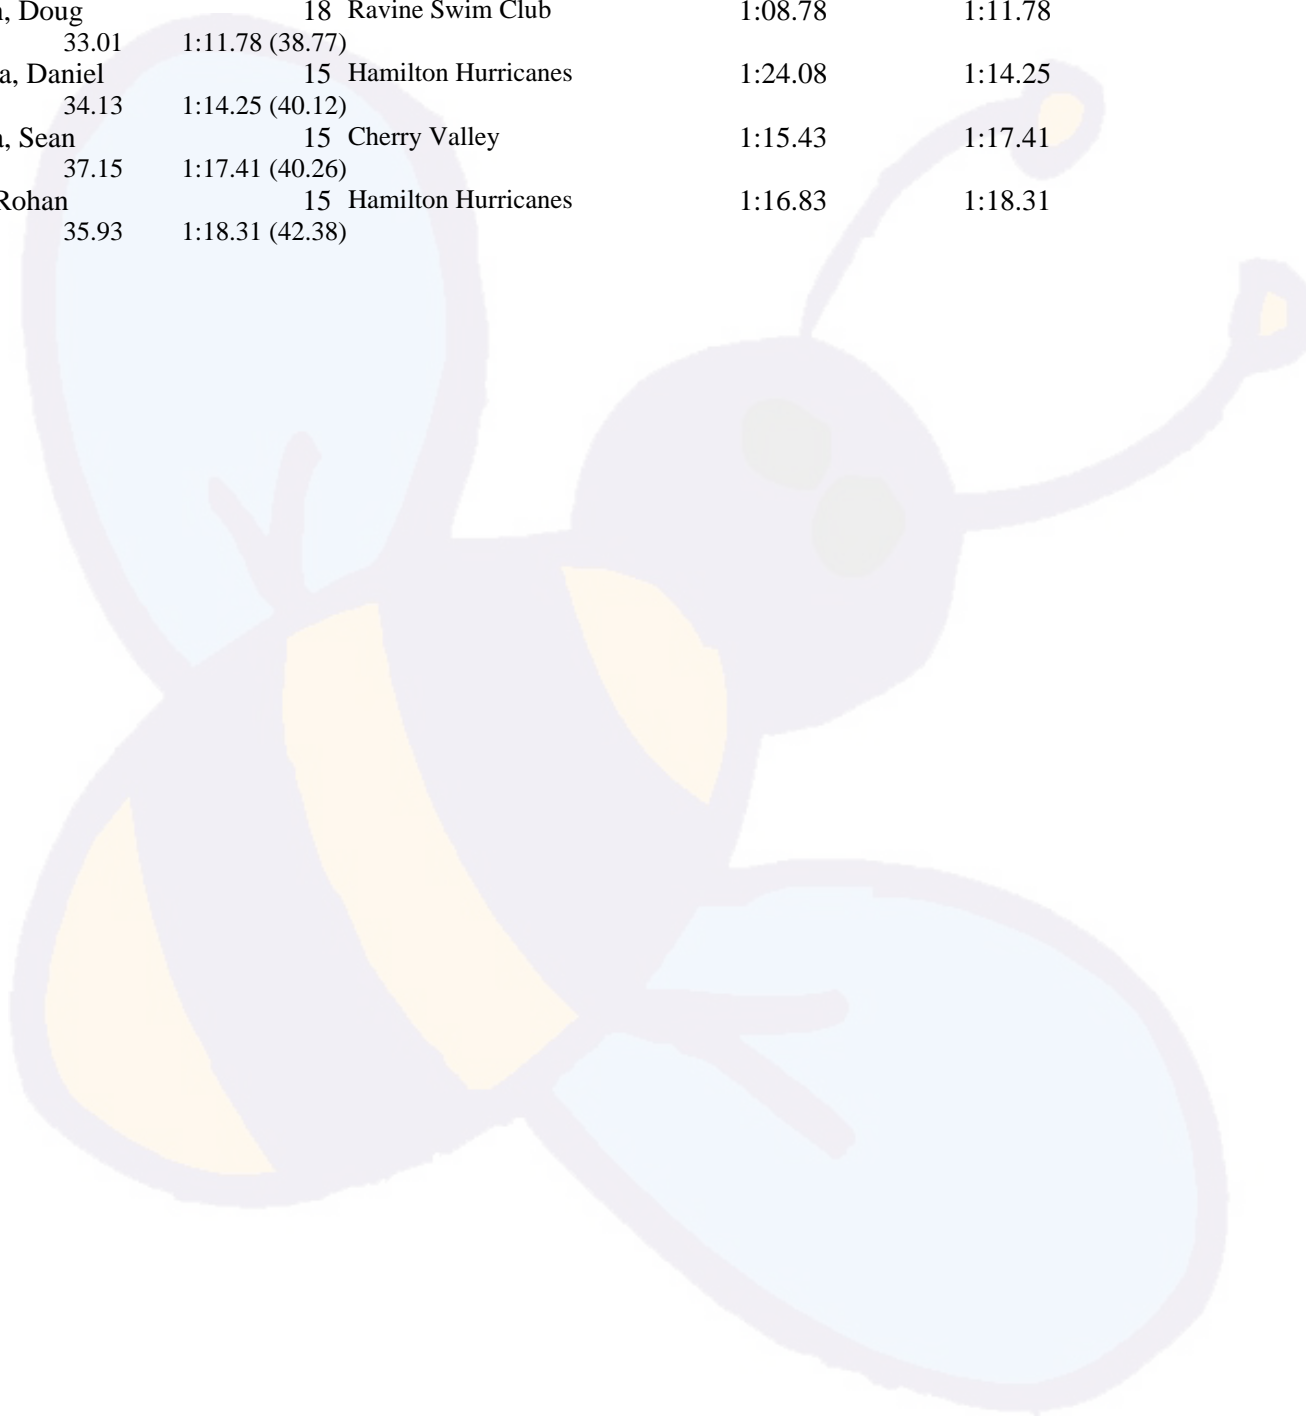 , Doug 18 Ravine Swim Club 1:08.78 1:11.78
33.01 1:11.78 (38.77)
a, Daniel 15 Hamilton Hurricanes 1:24.08 1:14.25
34.13 1:14.25 (40.12)
, Sean 15 Cherry Valley 1:15.43 1:17.41
37.15 1:17.41 (40.26)
Rohan 15 Hamilton Hurricanes 1:16.83 1:18.31
35.93 1:18.31 (42.38)